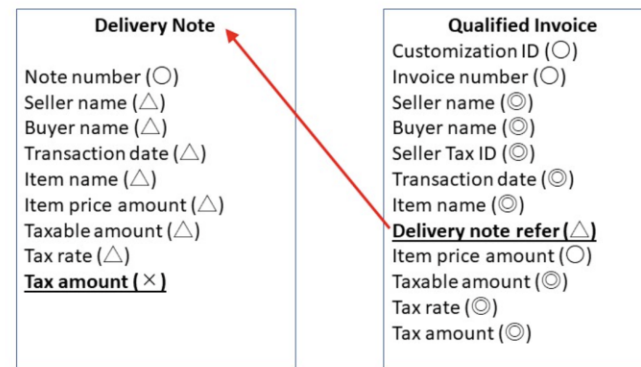 Delivery Note
Note number (○)
Seller name (△)
Buyer name (△)
Transaction date (△)
Item name (△)
Item price amount (△)
Taxable amount (△)
Tax rate (△)
Tax amount (×)
Qualified Invoice
Customization ID (○)
Invoice number (○)
Seller name (◎)
Buyer name (◎)
Seller Tax ID (◎)
Transaction date (◎)
Item name (◎)
Delivery note refer (△)
Item price amount (○)
Taxable amount (◎)
Tax rate (◎)
Tax amount (◎)